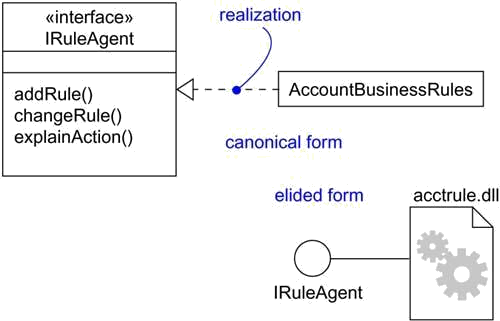 «interface»
IRuleAgent
addRule()
changeRule()
explainAction()
realization
AccountBusinessRules
canonical form
elided form
acctrule.dll
IRuleAgent